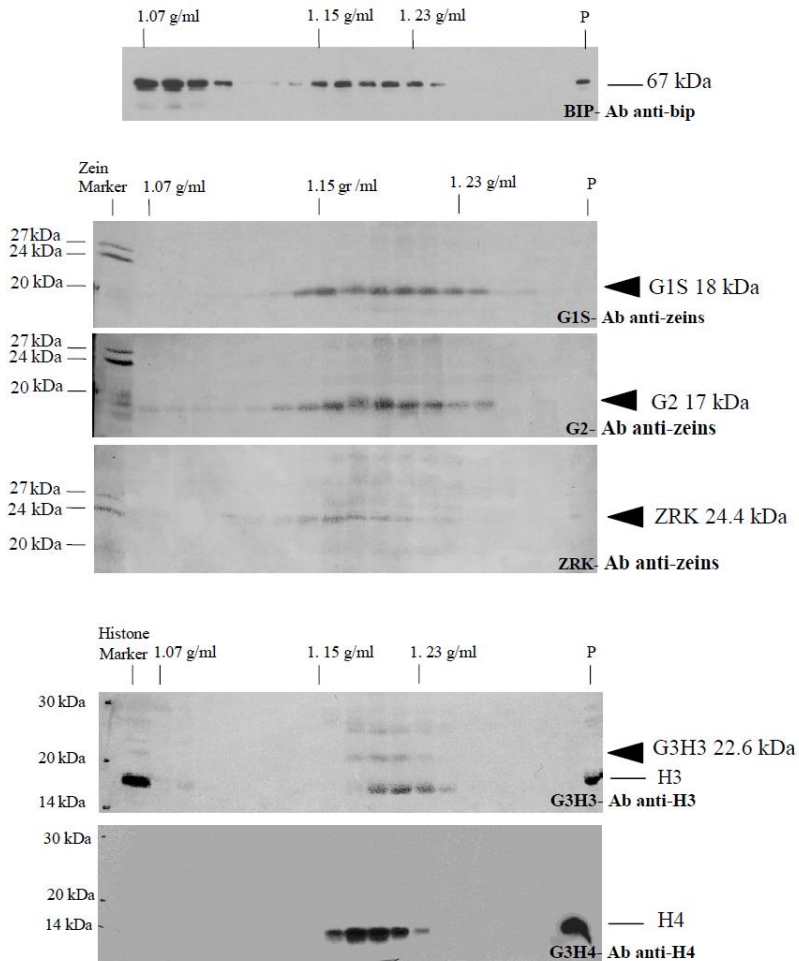 1.07 g/ml 1. 15 g/ml 1. 23 g/ml P
67 kDa
BIP- Ab anti-bip
Zein
Marker 1.07 g/ml 1.15 gr /ml 1. 23 g/ml P
27kDa
24 kDa
20 kDa
G1S 18 kDa
G1S- Ab anti-zeins
27kDa
24kDa
20 kDa
G2 17 kDa
G2- Ab anti-zeins
27kDa
24 kDa
ZRK 24.4 kDa
20 kDa
ZRK- Ab anti-zeins
Histone
Marker 1.07 g/ml 1. 15 g/ml 1. 23 g/ml P
30 kDa
G3H3 22.6 kDa
20 kDa
H3
14 kDa
G3H3- Ab anti-H3
30 kDa
20 kDa
14 kDa
H4
G3H4- Ab anti-H4